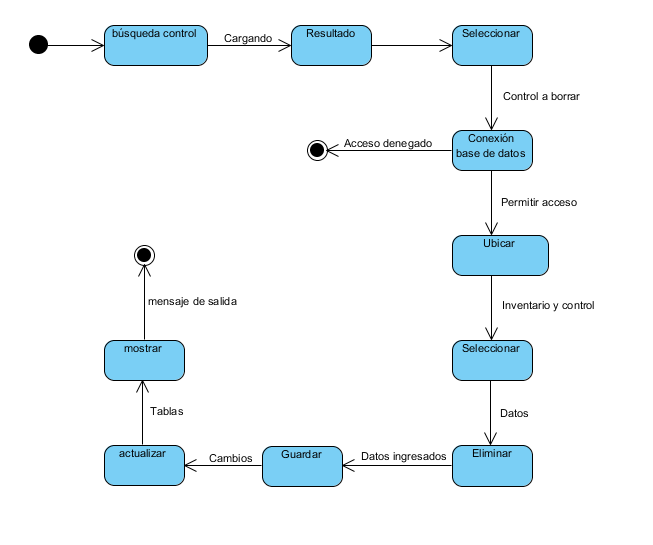 búsqueda control
Cargando
Resultado
Seleccionar
Control a borrar
Conexión
base de datos
Acceso denegado
Permitir acceso
Ubicar
Inventario y control
Seleccionar
Datos
Eliminar
Datos ingresados
Guardar
Cambios
actualizar
Tablas
mostrar
mensaje de salida